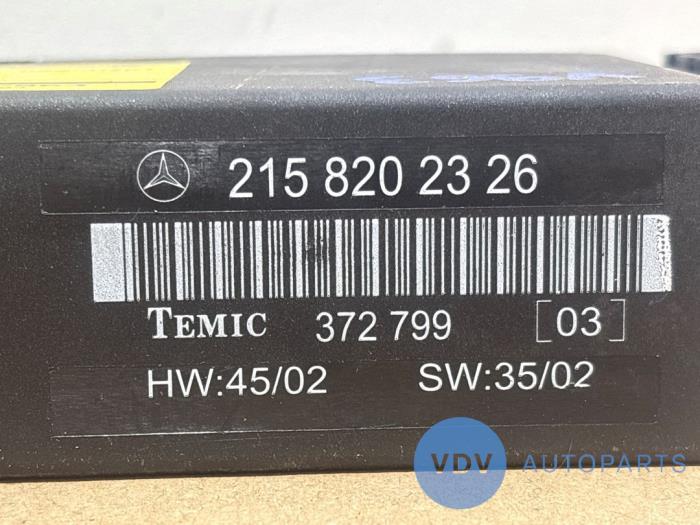 215 820 23 26
TEMIC 372 799 [03]
HW:45/02 SW:35/02
VDV AUTOPARTS